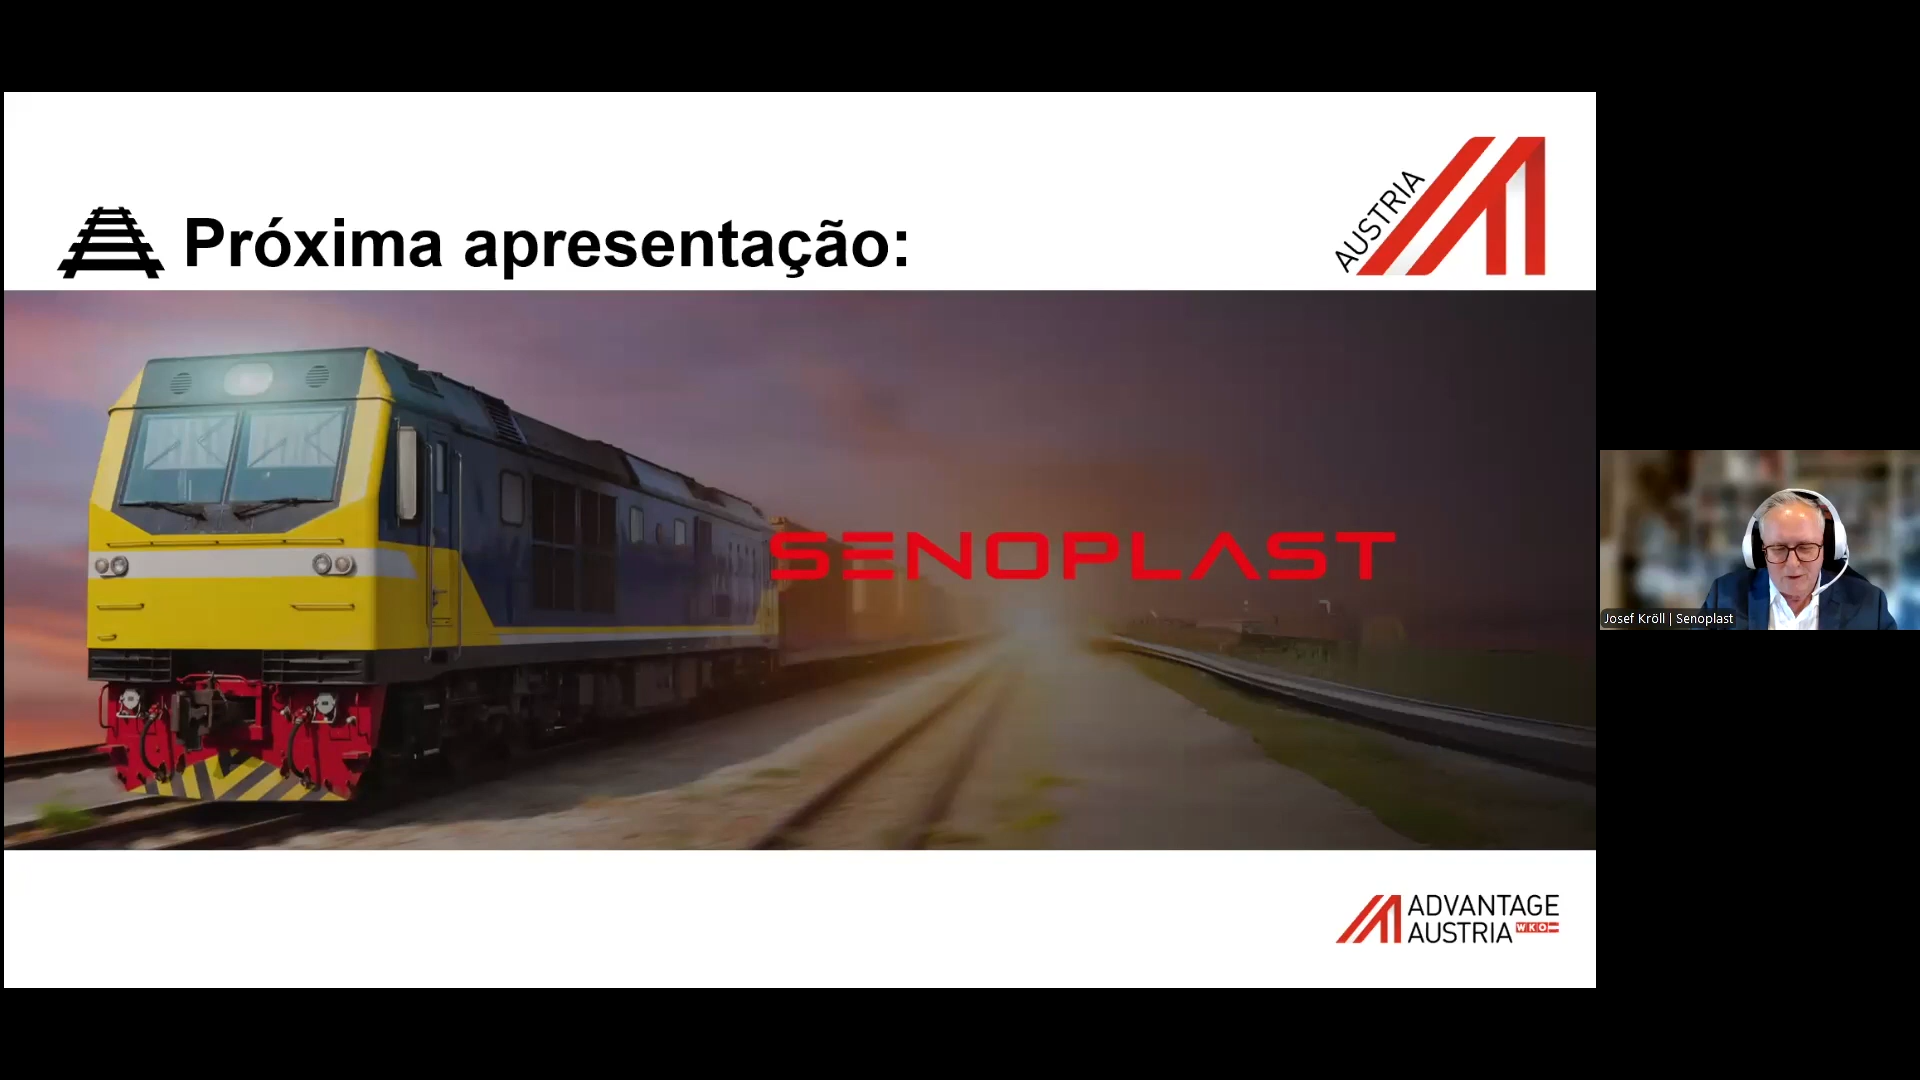 AUSTRIA
Próxima apresentação:
SENOPLAST
Josef Kröll | Senoplast
ADVANTAGE
AUSTRIA WKO